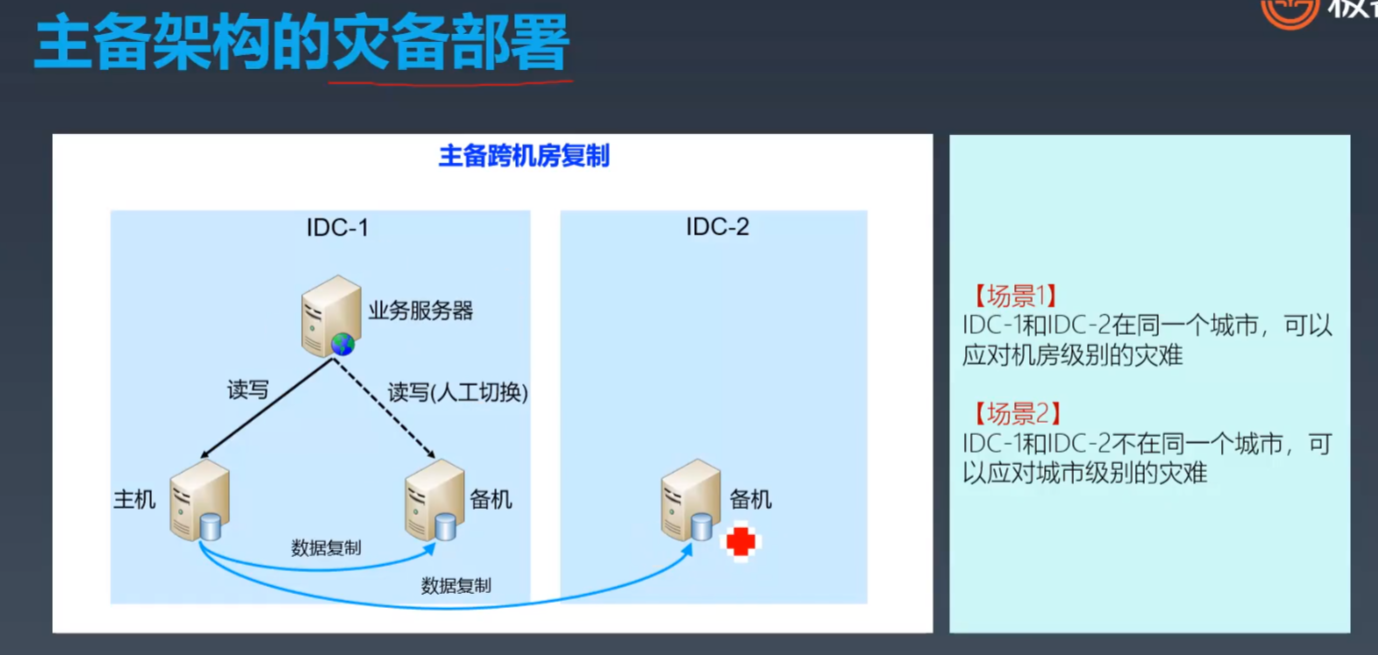 主备架构的灾备部署
主备跨机房复制
IDC-1
IDC-2
业务服务器
读写
读写(人工切换)
主机
备机
备机
数据复制
数据复制
【场景1】
IDC-1和IDC-2在同一个城市，可以
应对机房级别的灾难
【场景2】
IDC-1和IDC-2不在同一个城市，可
以应对城市级别的灾难